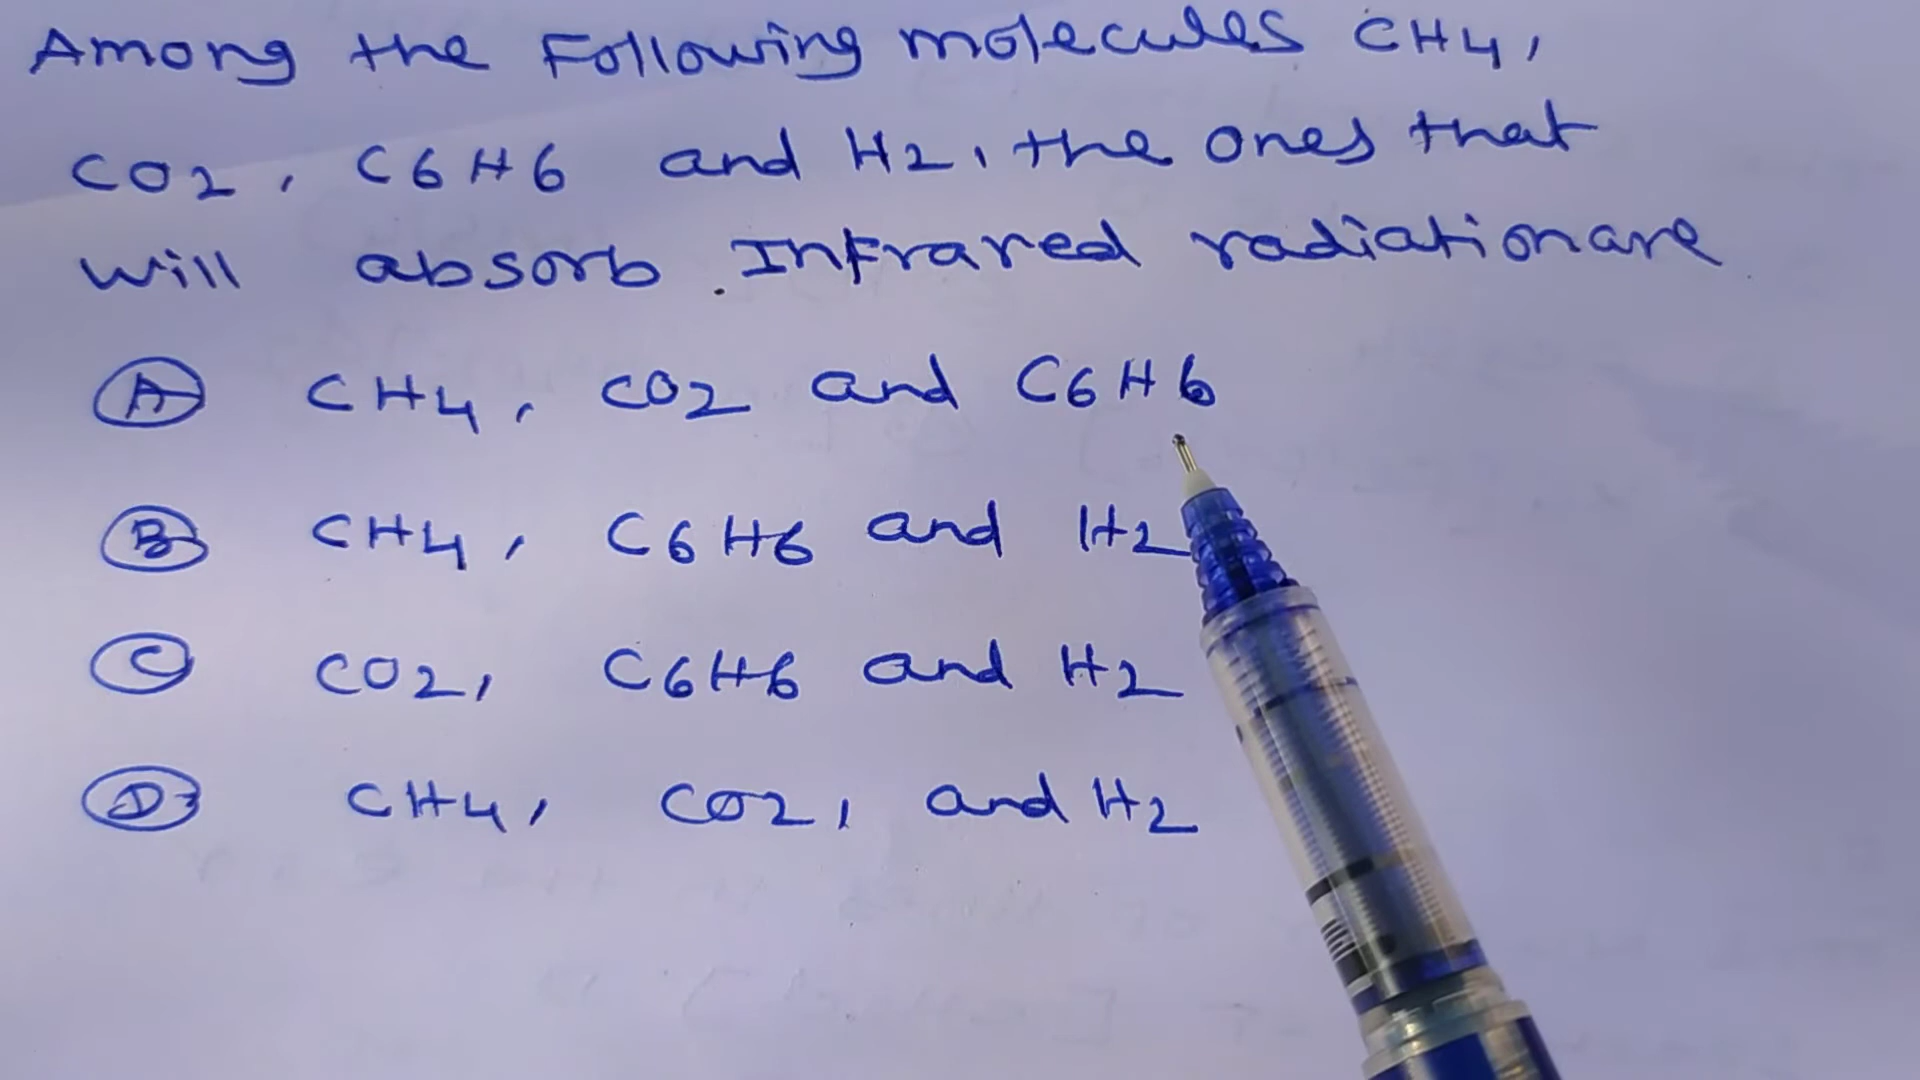 Among the Following molecules CH4,
CO2, C6H6 and H2, the ones that
will absorb Infrared radiation are
(A) CH4, CO2 and C6H6
(B) CH4, C6H6 and H2
(C) CO2, C6H6 and H2
(D) CH4, CO2, and H2